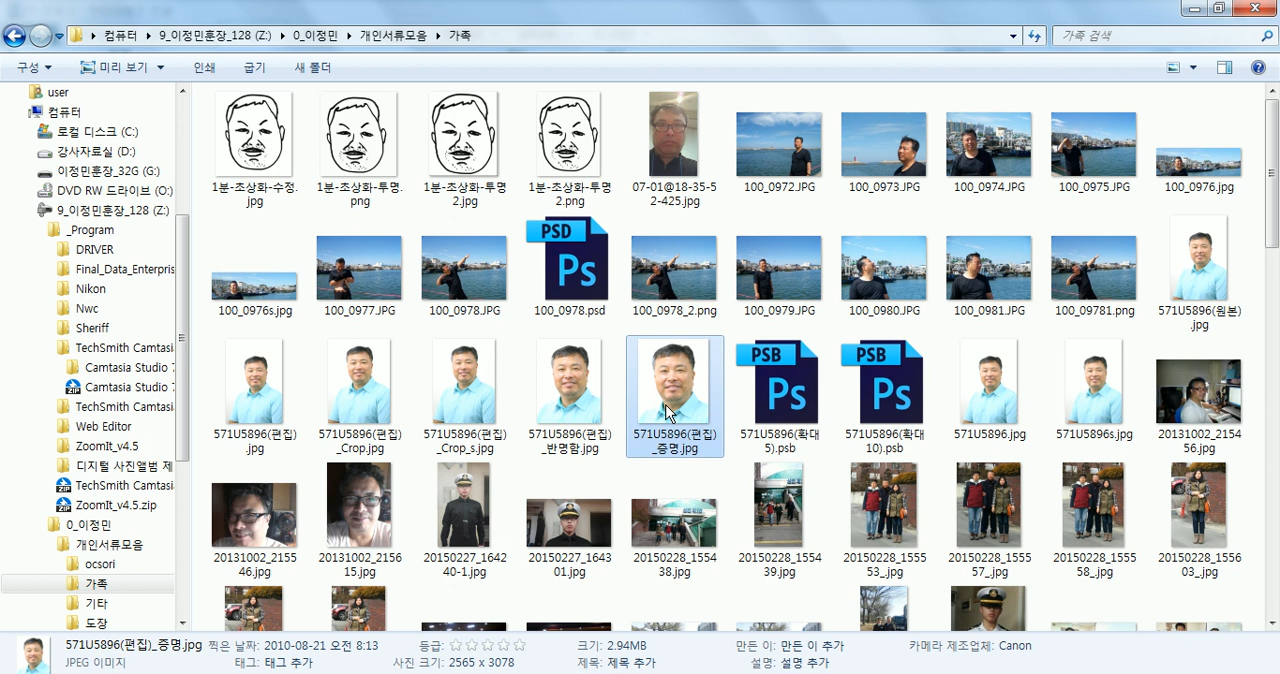 컴퓨터 ▸ 9_이정민훈장_128 (Z:) ▸ 0_이정민 ▸ 개인서류모음 ▸ 가족
가족 검색
구성 미리 보기 인쇄 굽기 새 폴더
user
컴퓨터
로컬 디스크 (C:)
강사자료실 (D:)
이정민훈장_32G (G:)
DVD RW 드라이브 (O:)
9_이정민훈장_128 (Z:)
_Program
DRIVER
Final_Data_Enterpris
Nikon
Nwc
Sheriff
TechSmith Camtasi
Camtasia Studio 7
Camtasia Studio 7
TechSmith Camtasi
Web Editor
ZoomIt_v4.5
디지털 사진앨범 제
TechSmith Camtasi
ZoomIt_v4.5.zip
0_이정민
개인서류모음
ocsori
가족
기타
도장
1분-초상화-수정.jpg
1분-초상화-투명.png
1분-초상화-투명2.jpg
1분-초상화-투명2.png
07-01@18-35-52-425.jpg
100_0972.JPG
100_0973.JPG
100_0974.JPG
100_0975.JPG
100_0976.jpg
100_0976s.jpg
100_0977.JPG
100_0978.JPG
PSD
Ps
100_0978.psd
100_0978_2.png
100_0979.JPG
100_0980.JPG
100_0981.JPG
100_09781.png
571U5896(원본).jpg
571U5896(편집).jpg
571U5896(편집)_Crop.jpg
571U5896(편집)_Crop_s.jpg
571U5896(편집)_반명함.jpg
571U5896(편집)_증명.jpg
PSB
Ps
571U5896(확대5).psb
PSB
Ps
571U5896(확대10).psb
571U5896.jpg
571U5896s.jpg
20131002_215456.jpg
20131002_215546.jpg
20131002_215615.jpg
20150227_164240-1.jpg
20150227_164301.jpg
20150228_155438.jpg
20150228_155439.jpg
20150228_155553_.jpg
20150228_155557_.jpg
20150228_155558_.jpg
20150228_155603_.jpg
571U5896(편집)_증명.jpg 찍은 날짜: 2010-08-21 오전 8:13 등급: 크기: 2.94MB 만든 이: 만든 이 추가 카메라 제조업체: Canon
JPEG 이미지 태그: 태그 추가 사진 크기: 2565 x 3078 제목: 제목 추가 설명: 설명 추가